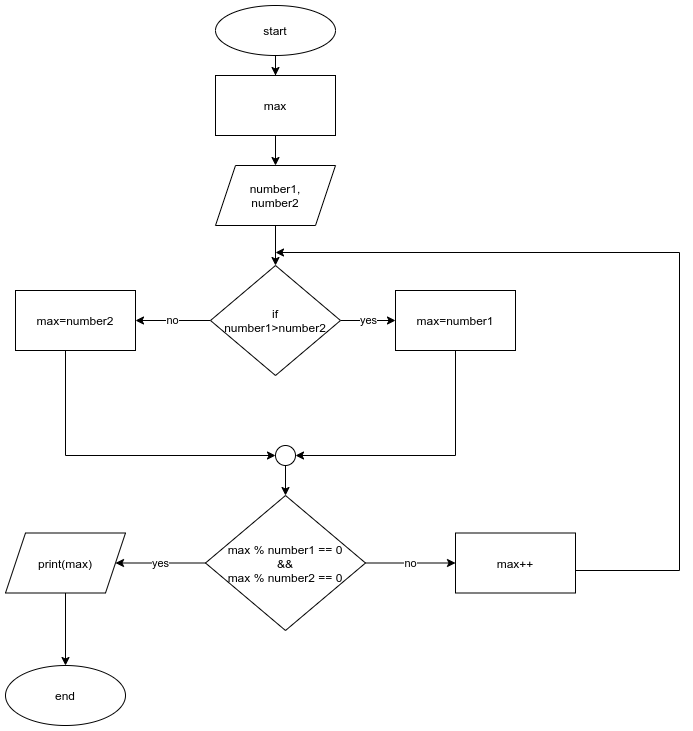 start
max
number1,
number2
if
number1>number2
no
yes
max=number2
max=number1
max % number1 == 0
&&
max % number2 == 0
yes
no
print(max)
max++
end